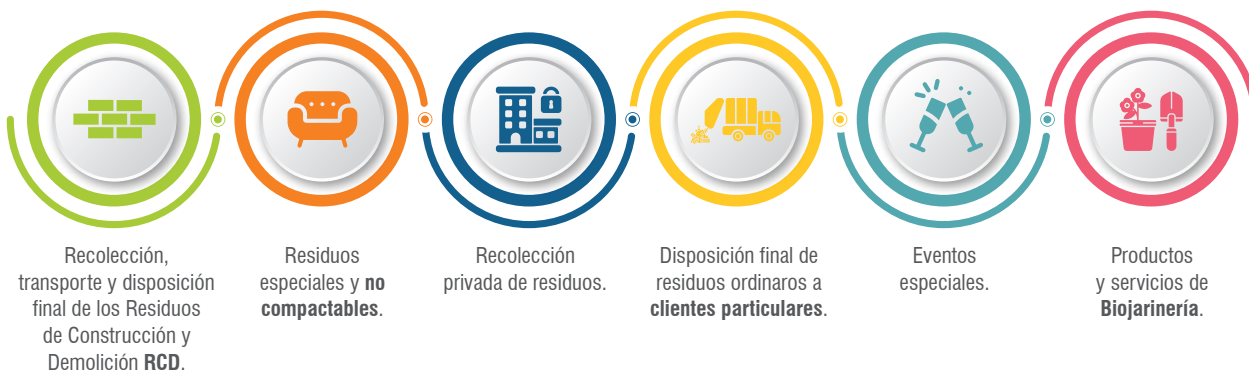 Recolección,
transporte y disposición
final de los Residuos
de Construcción y
Demolición RCD.
Residuos
especiales y no
compactables.
Recolección
privada de residuos.
Disposición final de
residuos ordinaros a
clientes particulares.
Eventos
especiales.
Productos
y servicios de
Biojarinería.